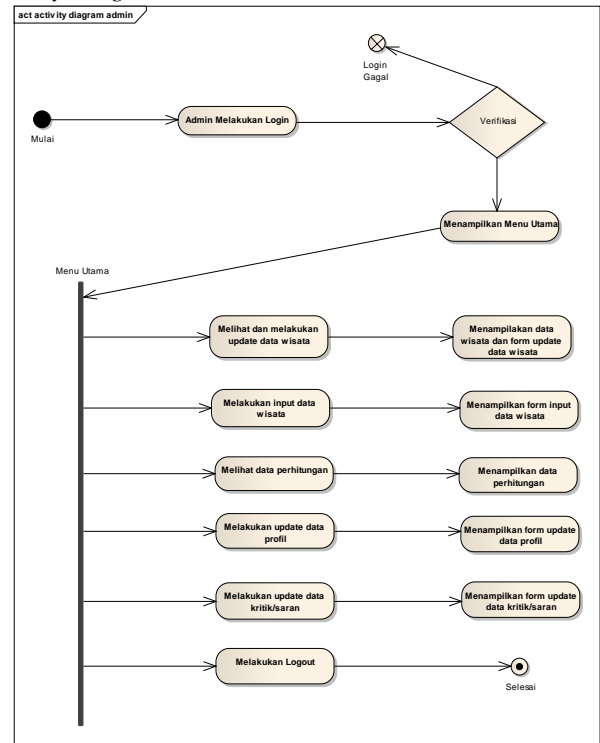 act activity diagram admin
Login
Gagal
Mulai
Admin Melakukan Login
Verifikasi
Menampilkan Menu Utama
Menu Utama
Melihat dan melakukan
update data wisata
Menampilakan data
wisata dan form update
data wisata
Melakukan input data
wisata
Menampilkan form input
data wisata
Melihat data perhitungan
Menampilkan data
perhitungan
Melakukan update data
profil
Menampilkan form update
data profil
Melakukan update data
kritik/saran
Menampilkan form update
data kritik/saran
Melakukan Logout
Selesai